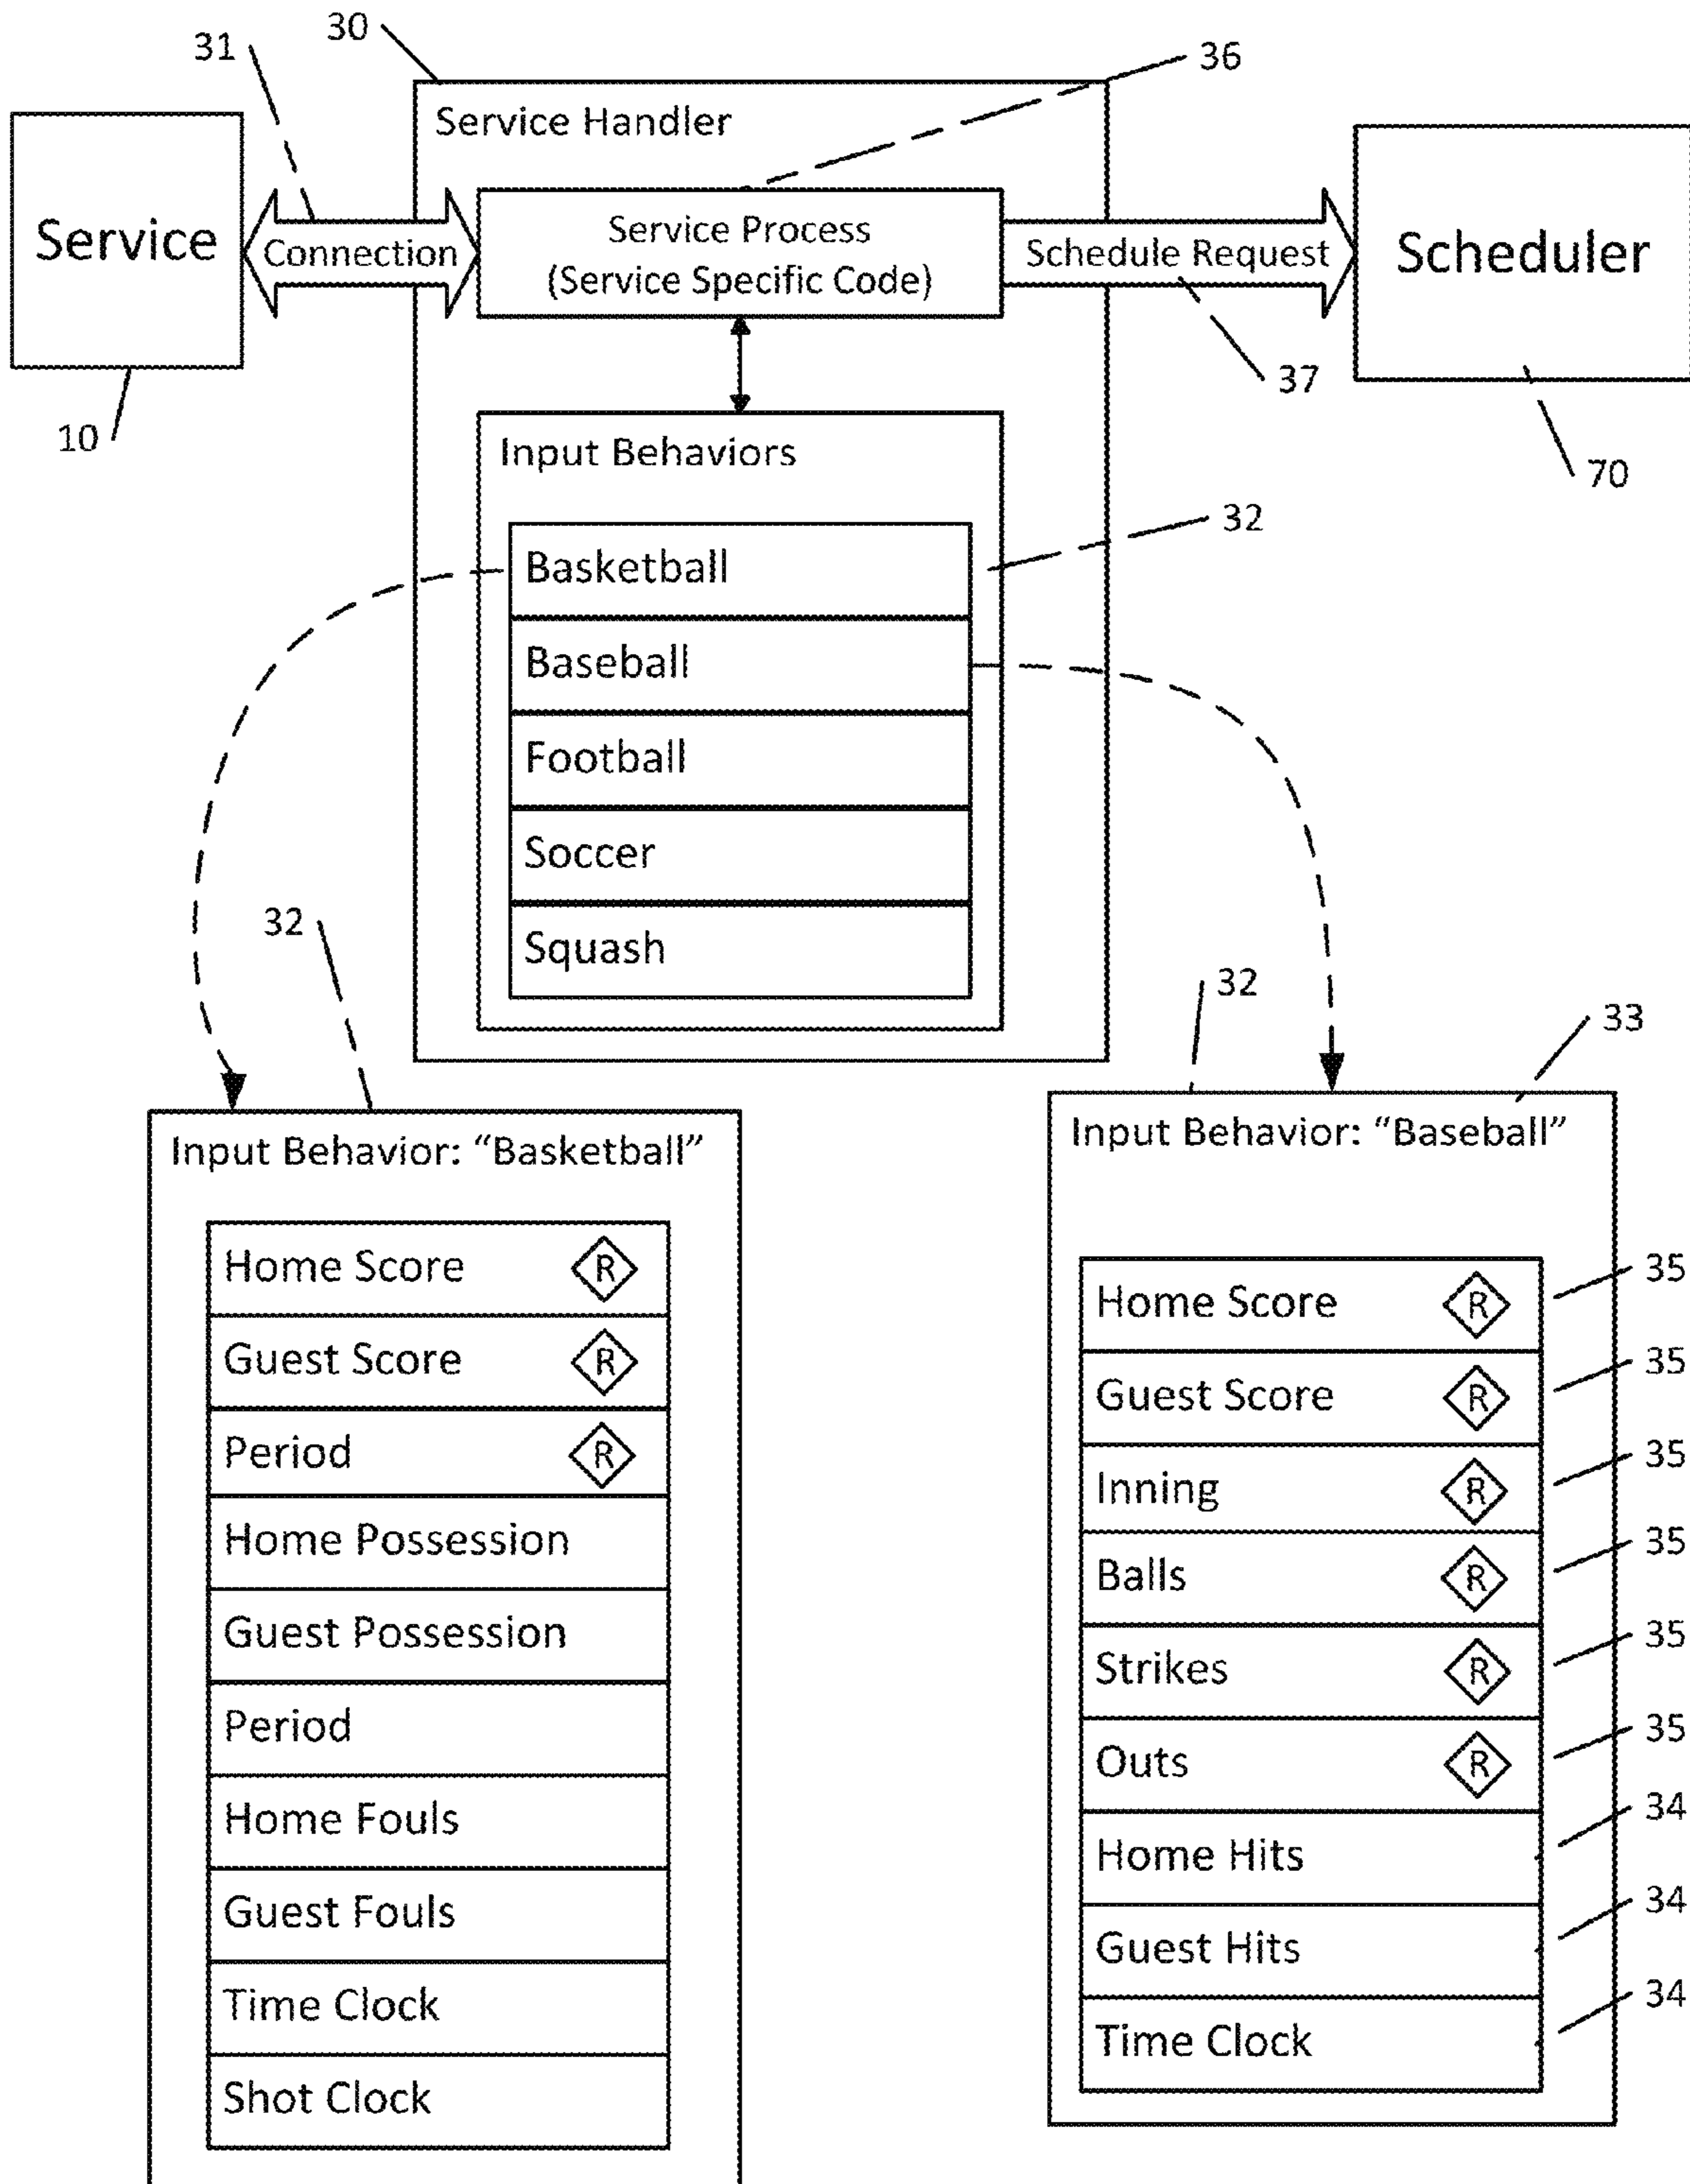 30
31
36
Service Handler
Service
Connection
Service Process
(Service Specific Code)
Schedule Request
Scheduler
37
10
70
Input Behaviors
32
Basketball
Baseball
Football
Soccer
Squash
32
32
33
Input Behavior: “Basketball”
Home Score R
Guest Score R
Period R
Home Possession
Guest Possession
Period
Home Fouls
Guest Fouls
Time Clock
Shot Clock
Input Behavior: “Baseball”
Home Score R 35
Guest Score R 35
Inning R 35
Balls R 35
Strikes R 35
Outs R 35
Home Hits 34
Guest Hits 34
Time Clock 34